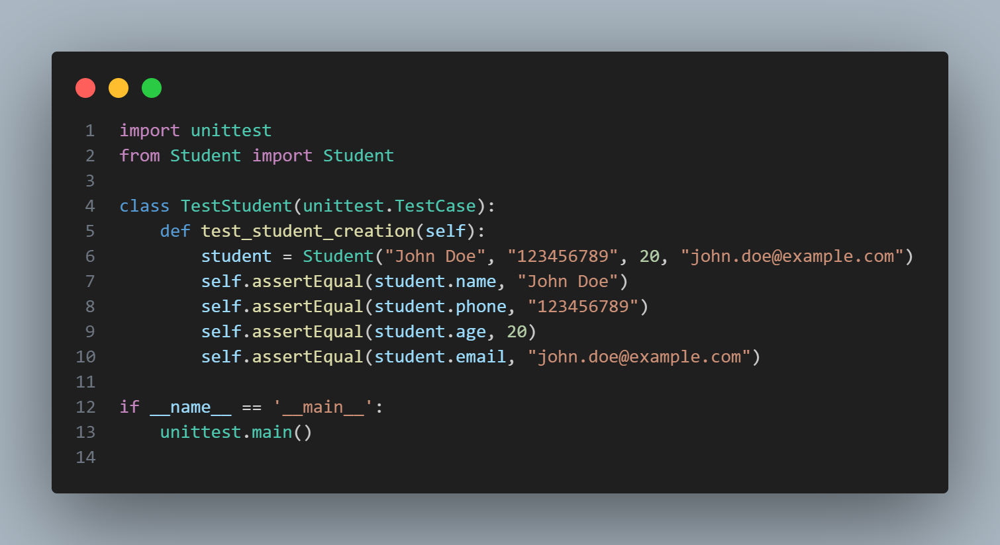 1 import unittest
2 from Student import Student
3
4 class TestStudent(unittest.TestCase):
5     def test_student_creation(self):
6         student = Student("John Doe", "123456789", 20, "john.doe@example.com")
7         self.assertEqual(student.name, "John Doe")
8         self.assertEqual(student.phone, "123456789")
9         self.assertEqual(student.age, 20)
10         self.assertEqual(student.email, "john.doe@example.com")
11
12 if __name__ == '__main__':
13     unittest.main()
14